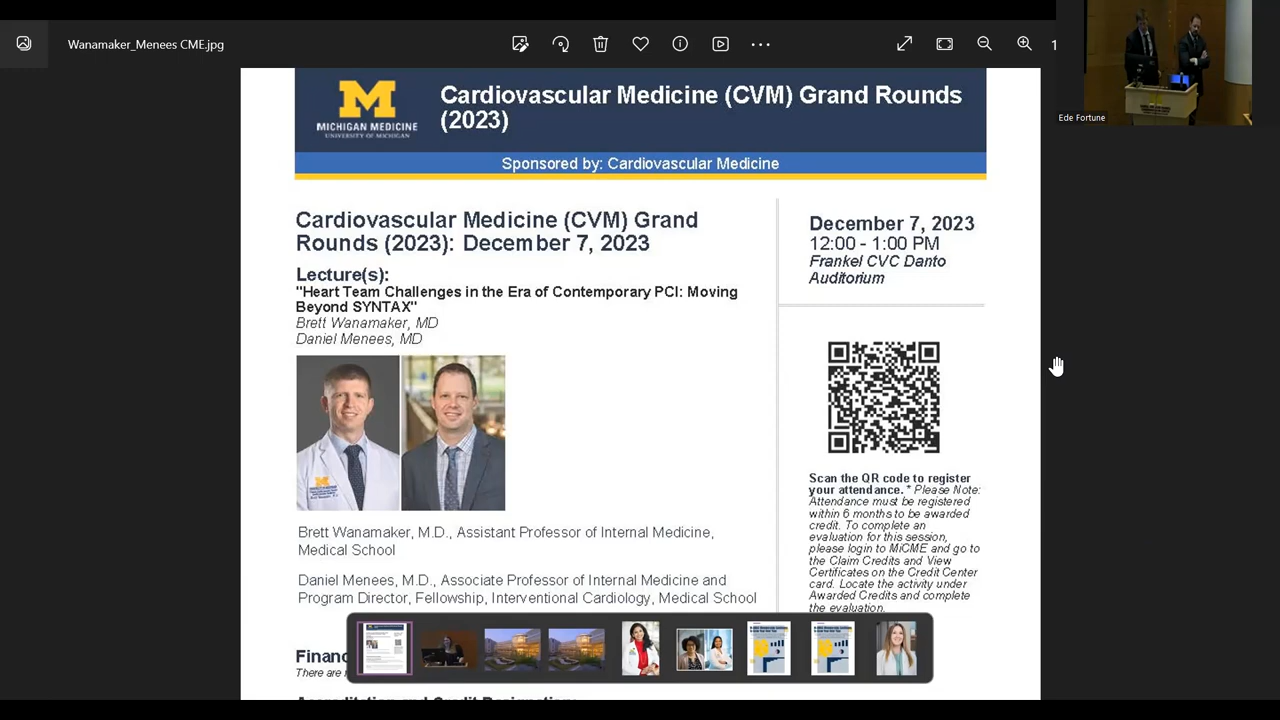 Wanamaker_Menees CME.jpg
1
Ede Fortune
MICHIGAN MEDICINE
UNIVERSITY OF MICHIGAN
Cardiovascular Medicine (CVM) Grand Rounds
(2023)
Sponsored by: Cardiovascular Medicine
Cardiovascular Medicine (CVM) Grand
Rounds (2023): December 7, 2023
Lecture(s):
"Heart Team Challenges in the Era of Contemporary PCI: Moving
Beyond SYNTAX"
Brett Wanamaker, MD
Daniel Menees, MD
Brett Wanamaker, M.D., Assistant Professor of Internal Medicine,
Medical School
Daniel Menees, M.D., Associate Professor of Internal Medicine and
Program Director, Fellowship, Interventional Cardiology, Medical School
December 7, 2023
12:00 - 1:00 PM
Frankel CVC Danto
Auditorium
Scan the QR code to register
your attendance. * Please Note:
Attendance must be registered
within 6 months to be awarded
credit. To complete an
evaluation for this session,
please login to MiCME and go to
the Claim Credits and View
Certificates on the Credit Center
card. Locate the activity under
Awarded Credits and complete
the evaluation.
Financ
There are